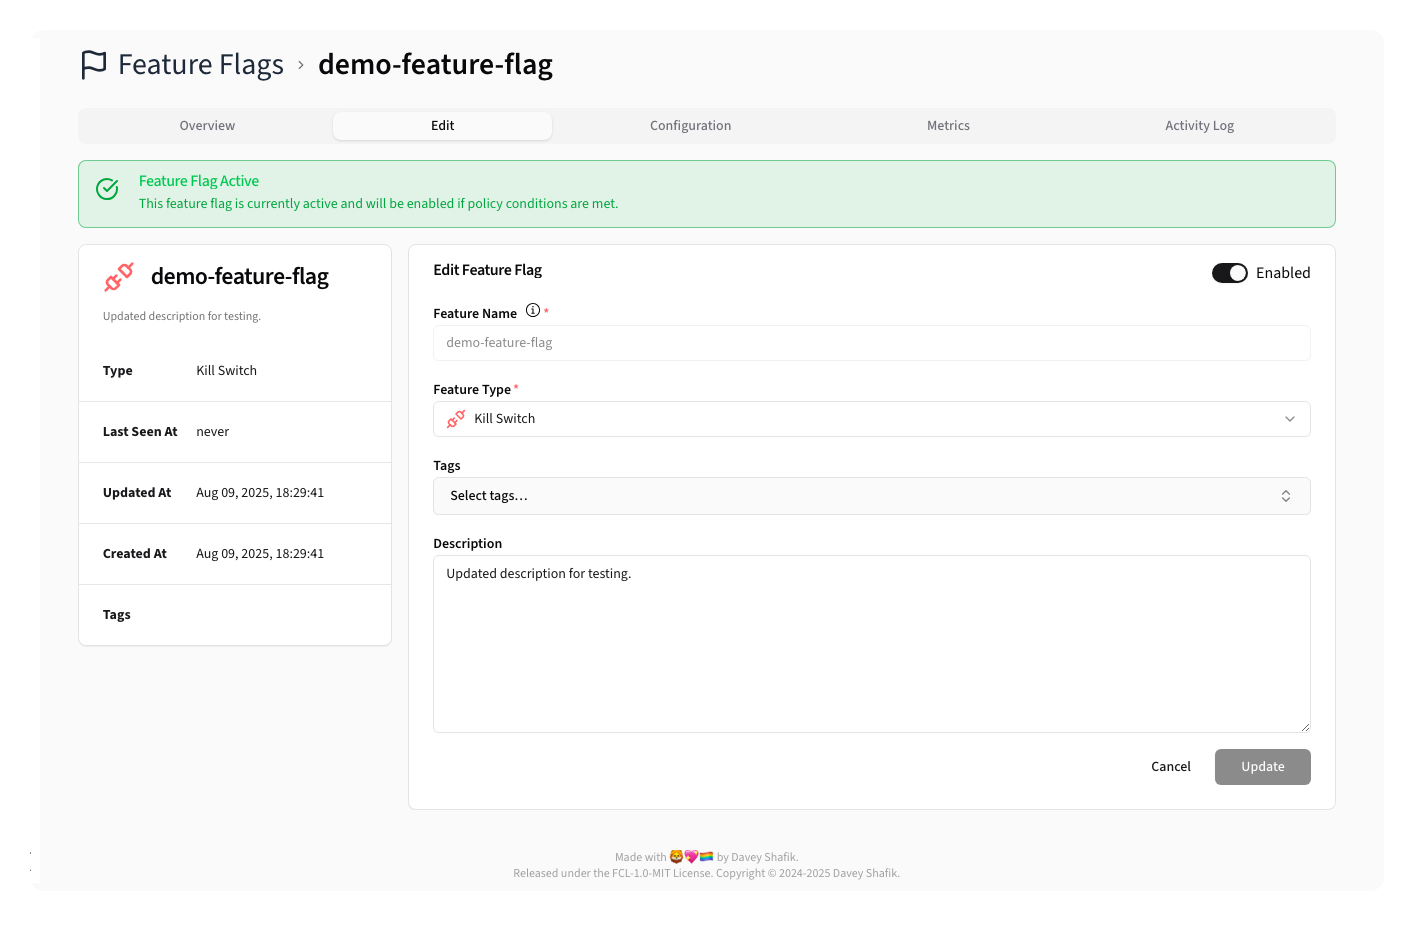 Feature Flags › demo-feature-flag
Overview Edit Configuration Metrics Activity Log
Feature Flag Active
This feature flag is currently active and will be enabled if policy conditions are met.
demo-feature-flag
Updated description for testing.
Type Kill Switch
Last Seen At never
Updated At Aug 09, 2025, 18:29:41
Created At Aug 09, 2025, 18:29:41
Tags
Edit Feature Flag
Enabled
Feature Name *
demo-feature-flag
Feature Type *
Kill Switch
Tags
Select tags...
Description
Updated description for testing.
Cancel Update
Made with 🦁💖🏳️‍🌈 by Davey Shafik.
Released under the FCL-1.0-MIT License. Copyright © 2024-2025 Davey Shafik.